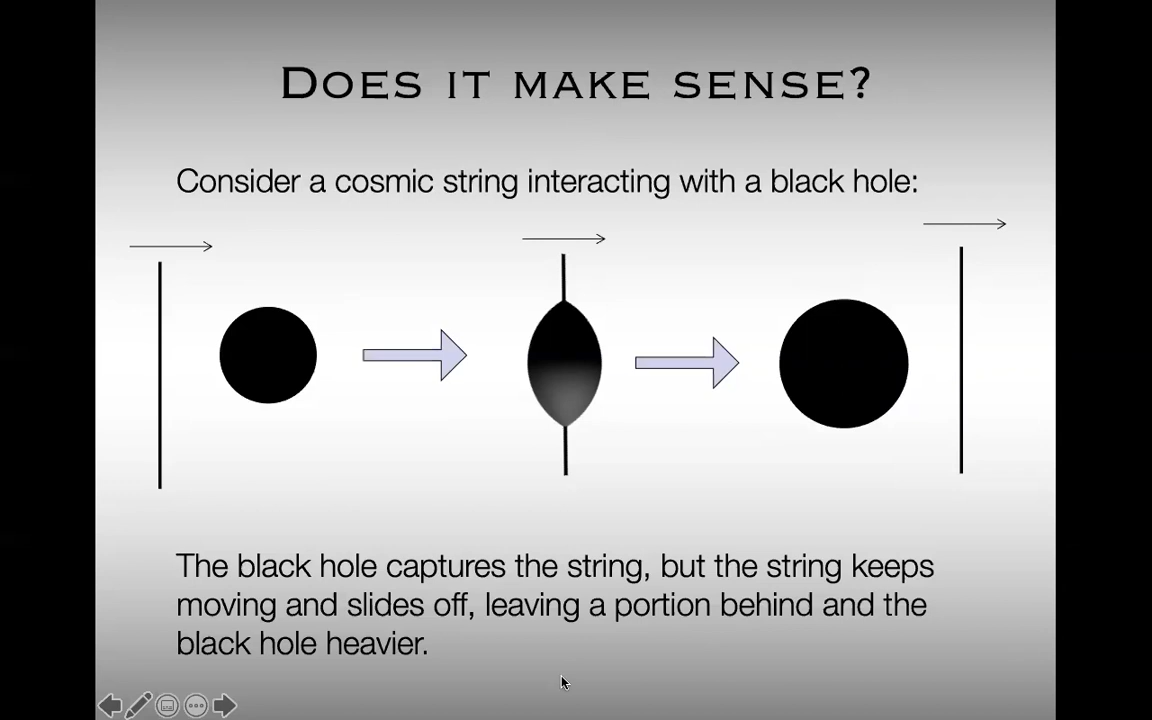 DOES IT MAKE SENSE?
Consider a cosmic string interacting with a black hole:
The black hole captures the string, but the string keeps
moving and slides off, leaving a portion behind and the
black hole heavier.